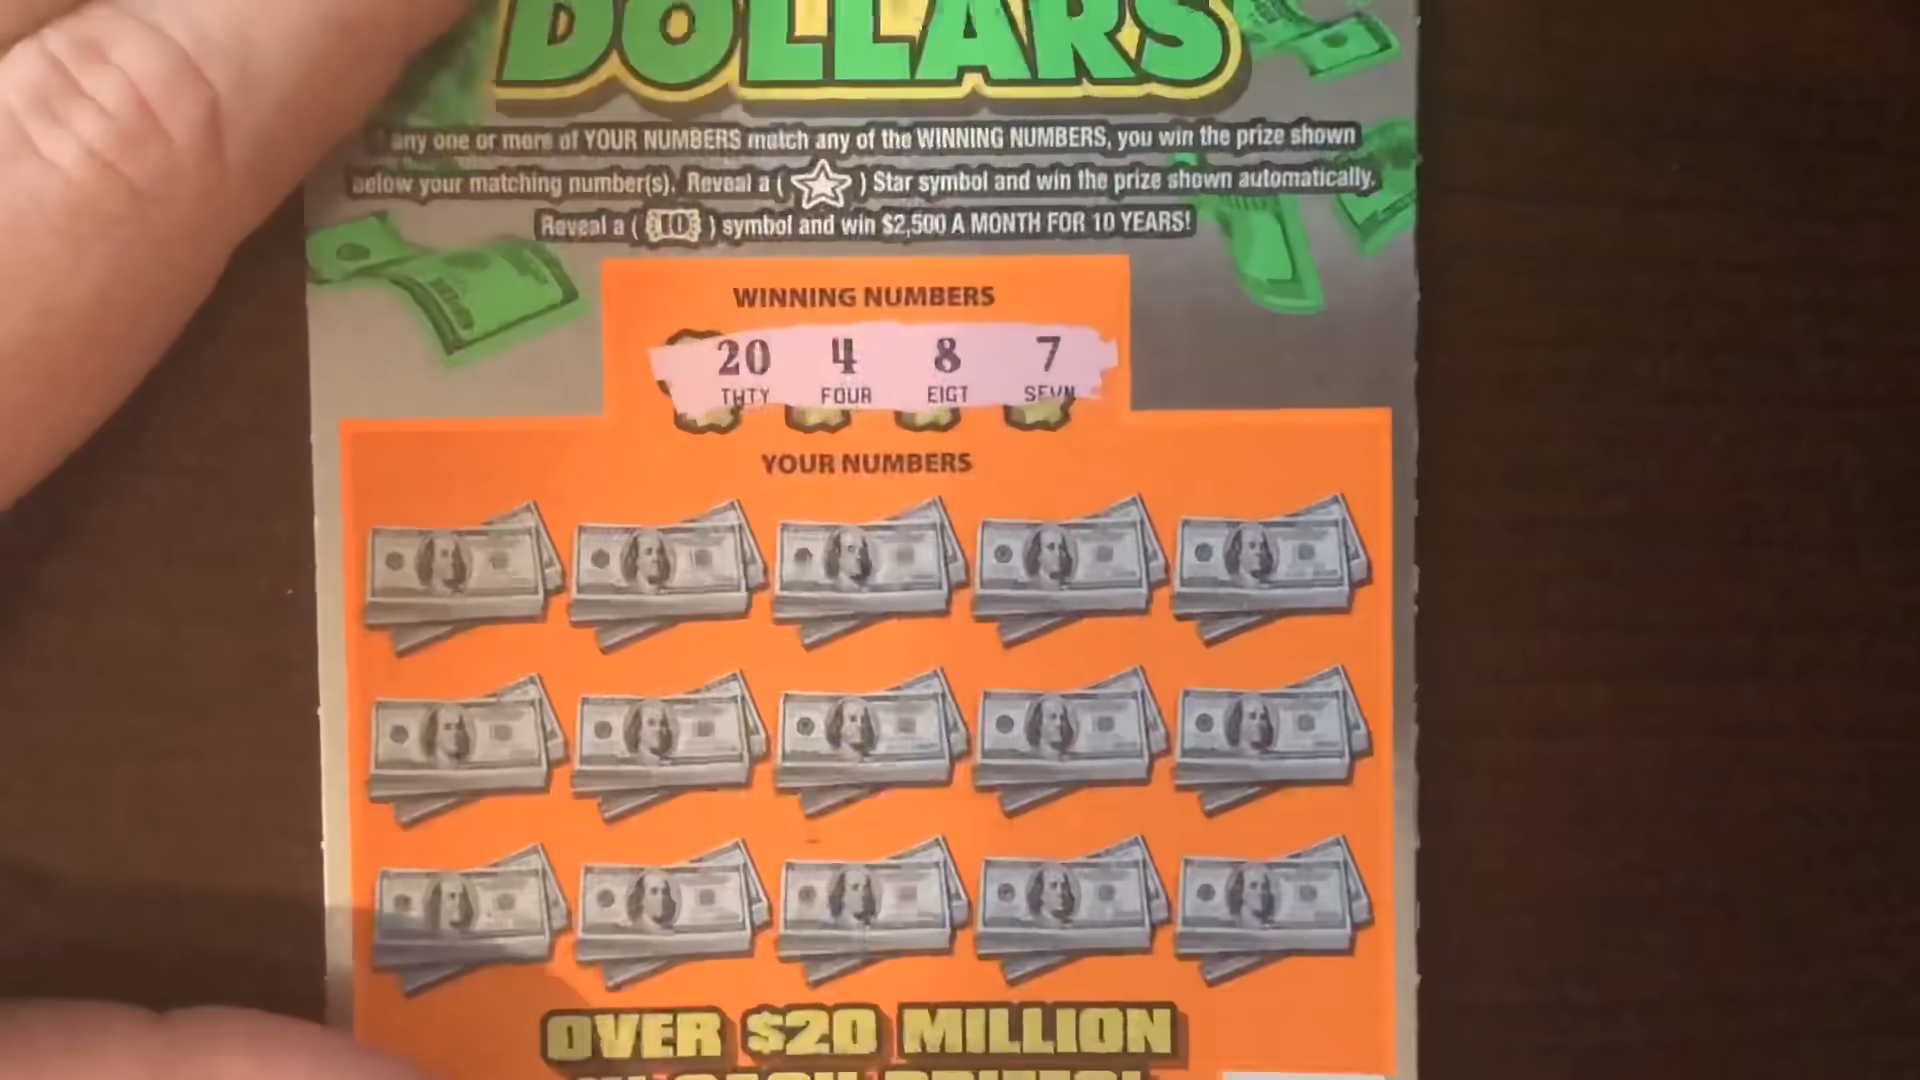 DOLLARS
any one or more of YOUR NUMBERS match any of the WINNING NUMBERS, you win the prize shown
below your matching number(s). Reveal a ( ) Star symbol and win the prize shown automatically.
Reveal a ( ) symbol and win $2,500 A MONTH FOR 10 YEARS!
WINNING NUMBERS
20 4 8 7
THTY FOUR EIGT SEVN
YOUR NUMBERS
OVER $20 MILLION